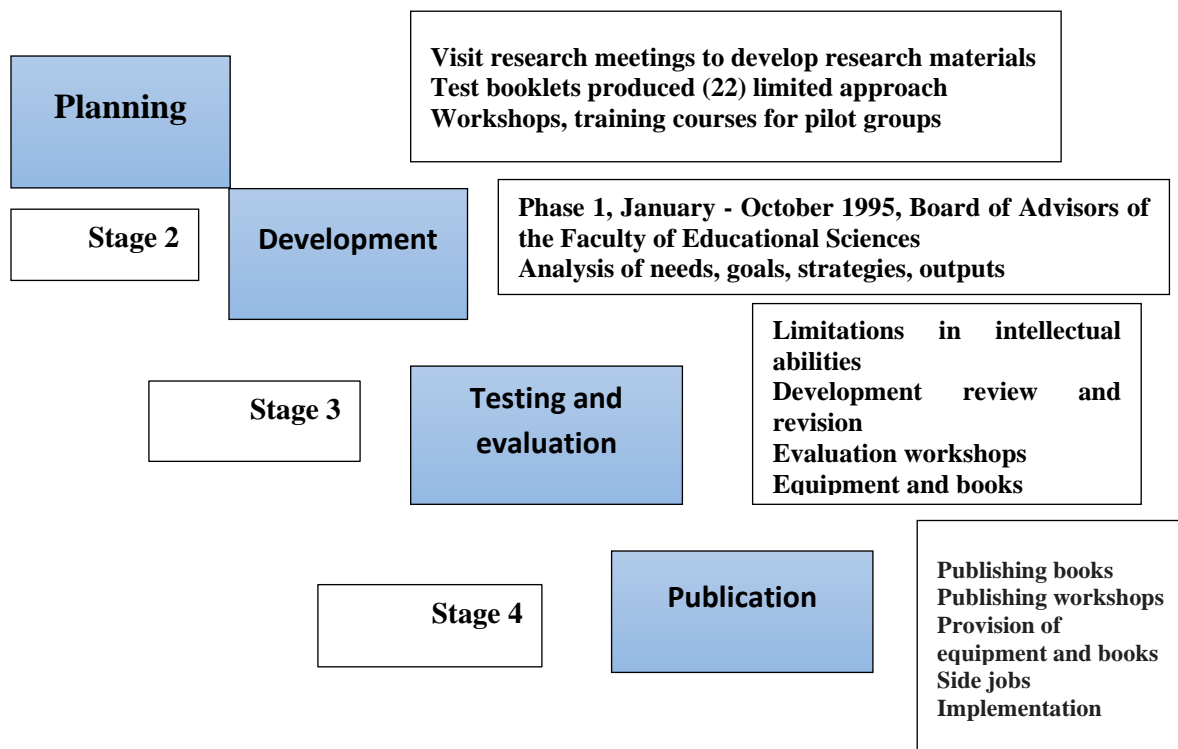 Planning
Visit research meetings to develop research materials
Test booklets produced (22) limited approach
Workshops, training courses for pilot groups
Stage 2
Development
Phase 1, January - October 1995, Board of Advisors of
the Faculty of Educational Sciences
Analysis of needs, goals, strategies, outputs
Stage 3
Testing and
evaluation
Limitations in intellectual
abilities
Development review and
revision
Evaluation workshops
Equipment and books
Stage 4
Publication
Publishing books
Publishing workshops
Provision of
equipment and books
Side jobs
Implementation